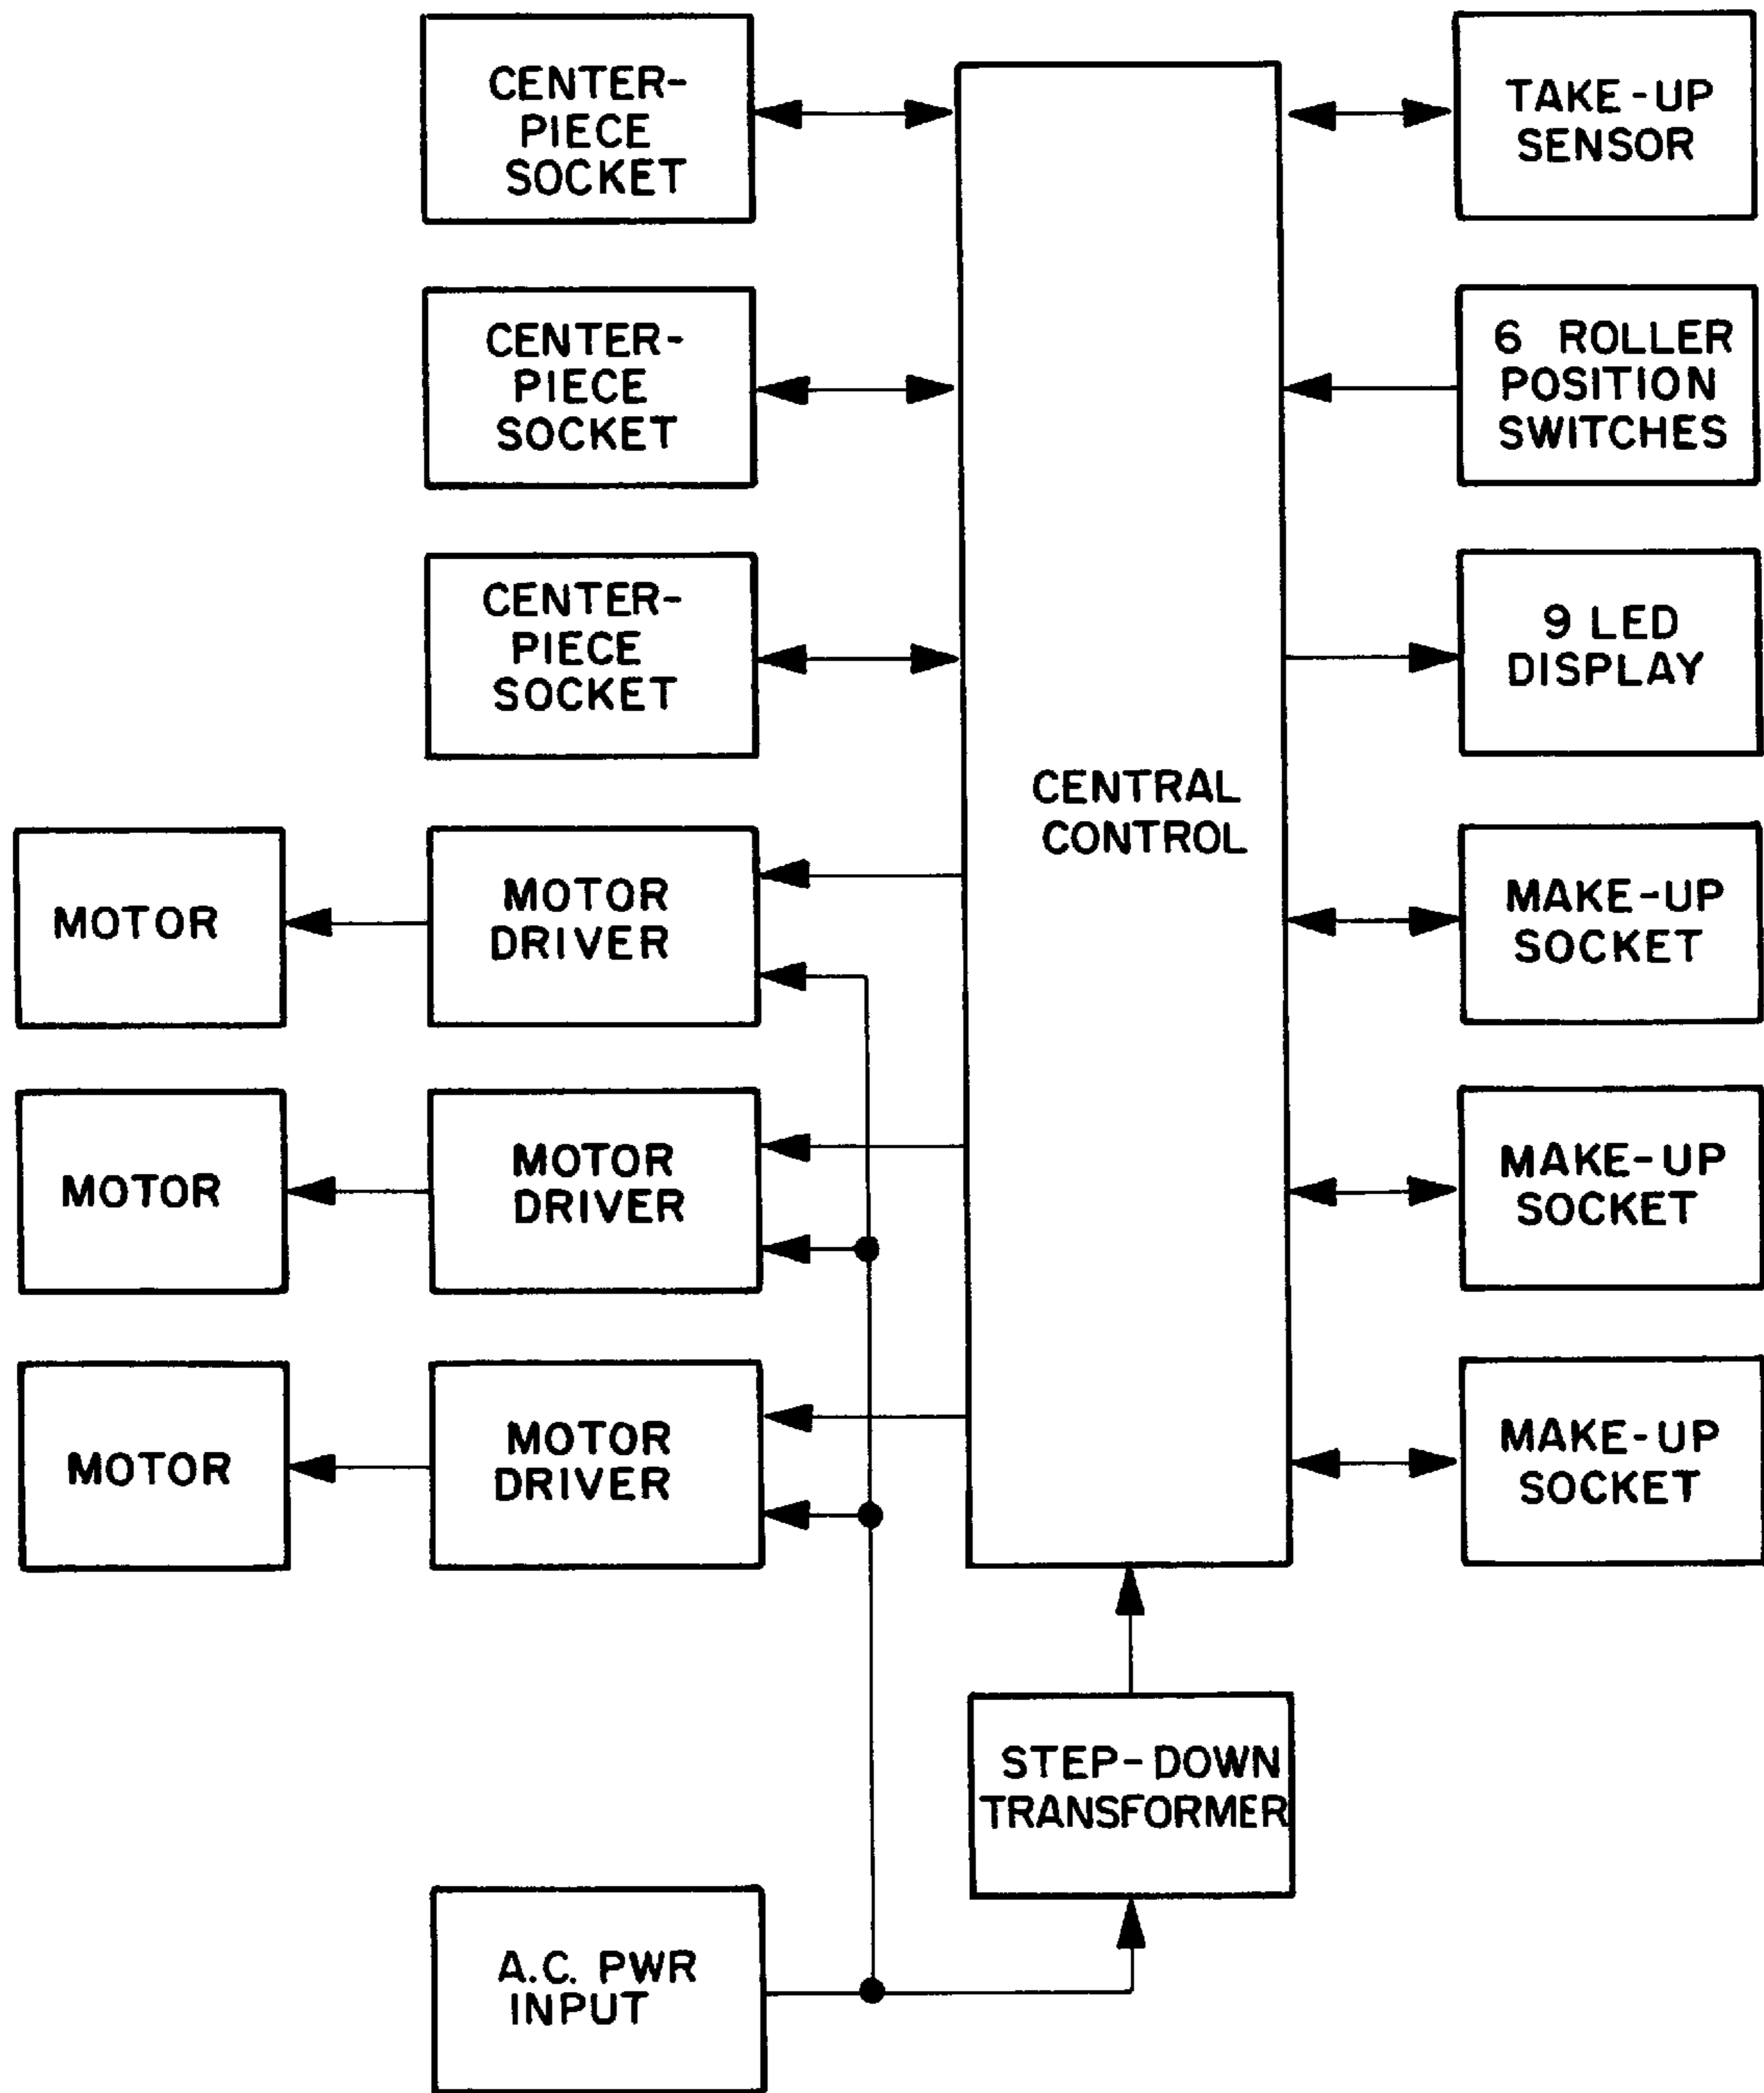 CENTER-
PIECE
SOCKET
TAKE-UP
SENSOR
CENTER-
PIECE
SOCKET
6 ROLLER
POSITION
SWITCHES
CENTER-
PIECE
SOCKET
9 LED
DISPLAY
CENTRAL
CONTROL
MOTOR
MOTOR
DRIVER
MAKE-UP
SOCKET
MOTOR
MOTOR
DRIVER
MAKE-UP
SOCKET
MOTOR
MOTOR
DRIVER
MAKE-UP
SOCKET
STEP-DOWN
TRANSFORMER
A.C. PWR
INPUT